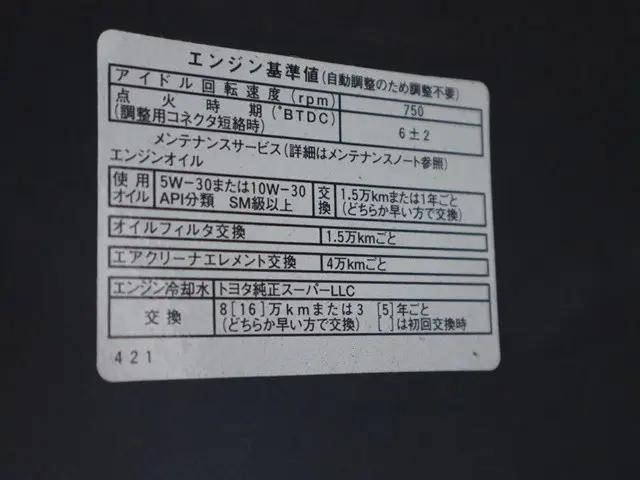 エンジン基準値(自動調整のため調整不要)
アイドル回転速度(rpm) 750
点火時期(°BTDC) 6±2
(調整用コネクタ短絡時)
メンテナンスサービス(詳細はメンテナンスノート参照)
エンジンオイル
使用オイル 5W-30または10W-30 交換 1.5万kmまたは1年ごと
API分類 SM級以上 (どちらか早い方で交換)
オイルフィルタ交換 1.5万kmごと
エアクリーナエレメント交換 4万kmごと
エンジン冷却水 トヨタ純正スーパーLLC
交換 8[16]万kmまたは3 [5]年ごと
(どちらか早い方で交換) [ ]は初回交換時
421